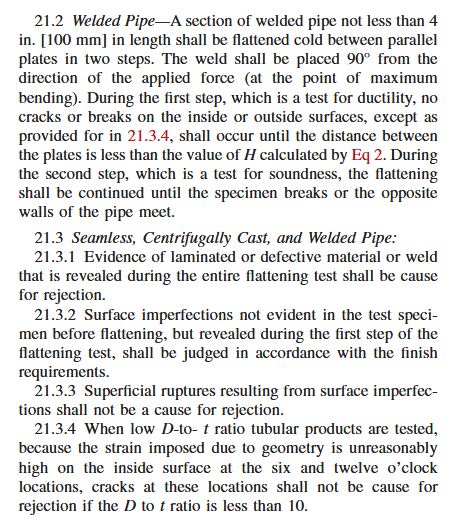 21.2 Welded Pipe—A section of welded pipe not less than 4
in. [100 mm] in length shall be flattened cold between parallel
plates in two steps. The weld shall be placed 90° from the
direction of the applied force (at the point of maximum
bending). During the first step, which is a test for ductility, no
cracks or breaks on the inside or outside surfaces, except as
provided for in 21.3.4, shall occur until the distance between
the plates is less than the value of H calculated by Eq 2. During
the second step, which is a test for soundness, the flattening
shall be continued until the specimen breaks or the opposite
walls of the pipe meet.
21.3 Seamless, Centrifugally Cast, and Welded Pipe:
21.3.1 Evidence of laminated or defective material or weld
that is revealed during the entire flattening test shall be cause
for rejection.
21.3.2 Surface imperfections not evident in the test speci-
men before flattening, but revealed during the first step of the
flattening test, shall be judged in accordance with the finish
requirements.
21.3.3 Superficial ruptures resulting from surface imperfec-
tions shall not be a cause for rejection.
21.3.4 When low D-to- t ratio tubular products are tested,
because the strain imposed due to geometry is unreasonably
high on the inside surface at the six and twelve o’clock
locations, cracks at these locations shall not be cause for
rejection if the D to t ratio is less than 10.